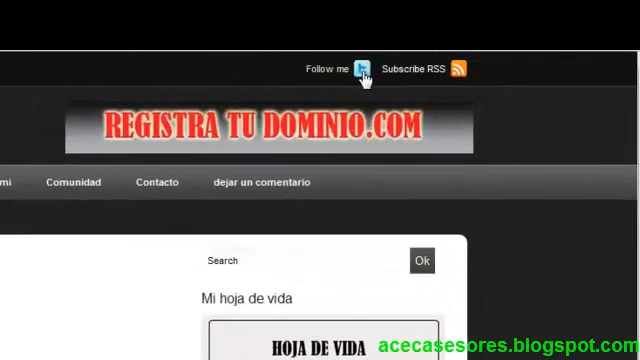 Follow me
Subscribe RSS
REGISTRA TU DOMINIO.COM
mi Comunidad Contacto dejar un comentario
Search Ok
Mi hoja de vida
HOJA DE VIDA
acecasesores.blogspot.com